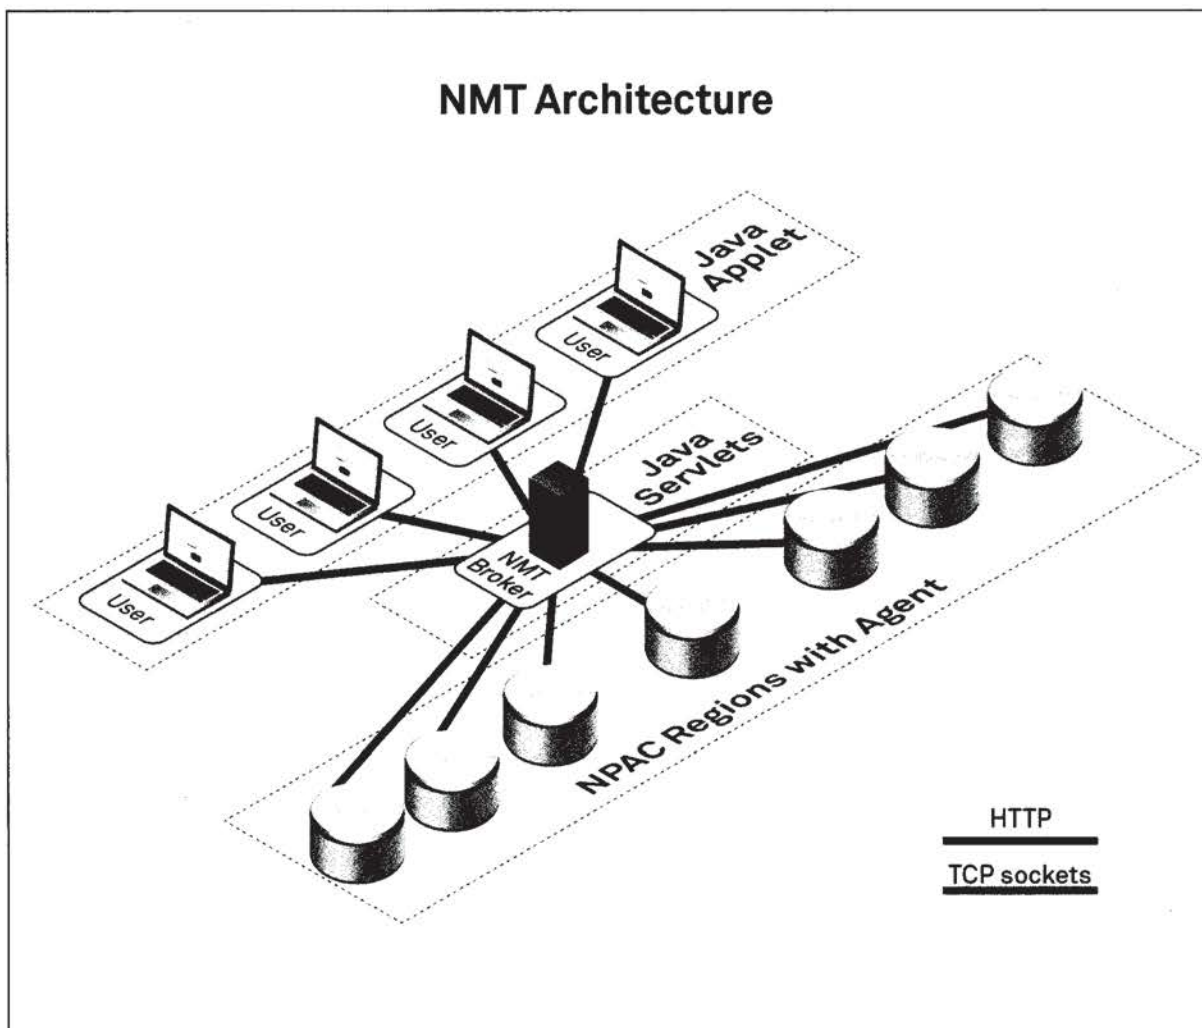 NMT Architecture
Java
Applet
User
User
User
User
Java
Servlets
NMT
Broker
NPAC Regions with Agent
HTTP
TCP sockets